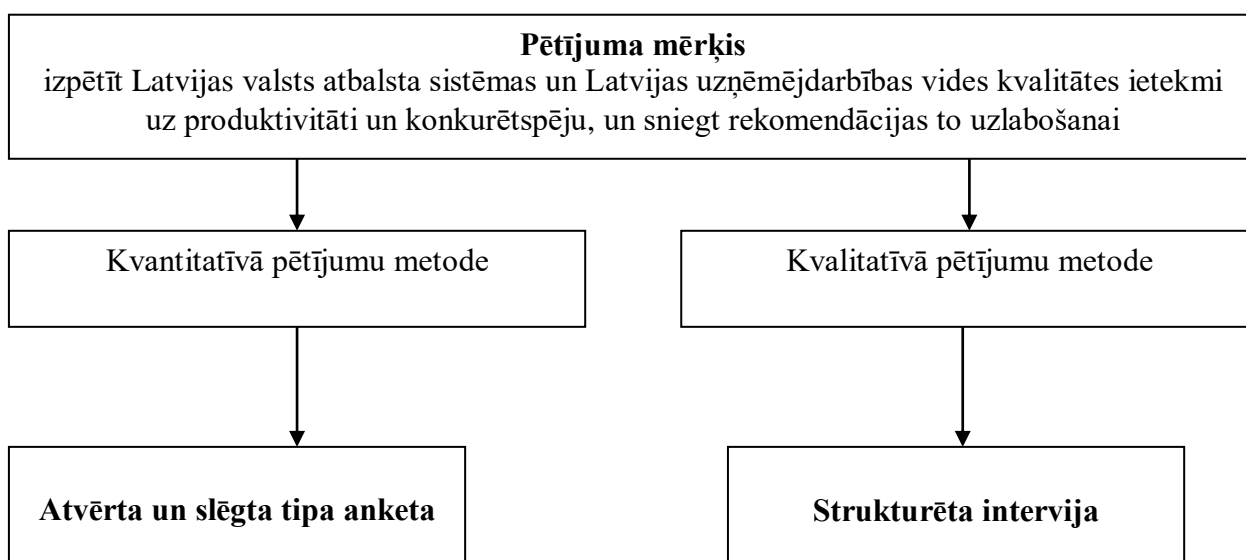 Pētījuma mērķis
izpētīt Latvijas valsts atbalsta sistēmas un Latvijas uzņēmējdarbības vides kvalitātes ietekmi
uz produktivitāti un konkurētspēju, un sniegt rekomendācijas to uzlabošanai
Kvantitatīvā pētījumu metode
Kvalitatīvā pētījumu metode
Atvērta un slēgta tipa anketa
Strukturēta intervija